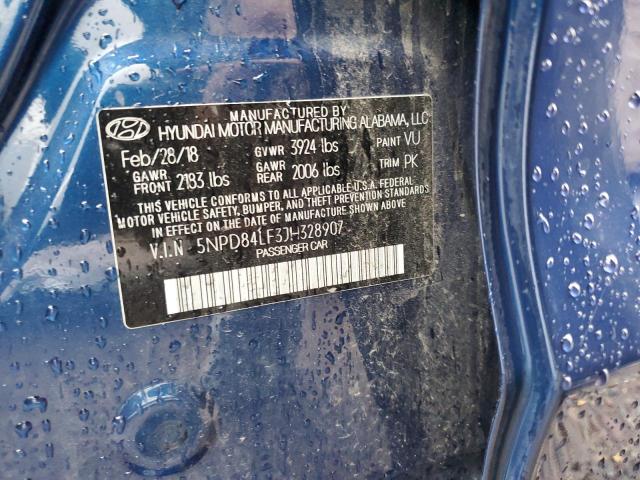 MANUFACTURED BY
HYUNDAI MOTOR MANUFACTURING ALABAMA, LLC
Feb/28/18 GVWR 3924 lbs PAINT VU
GAWR FRONT 2183 lbs GAWR REAR 2006 lbs TRIM PK
THIS VEHICLE CONFORMS TO ALL APPLICABLE U.S.A. FEDERAL
MOTOR VEHICLE SAFETY, BUMPER, AND THEFT PREVENTION
STANDARDS IN EFFECT ON THE DATE OF MANUFACTURE SHOWN ABOVE.
V.I.N 5NPD84LF3JH328907
PASSENGER CAR